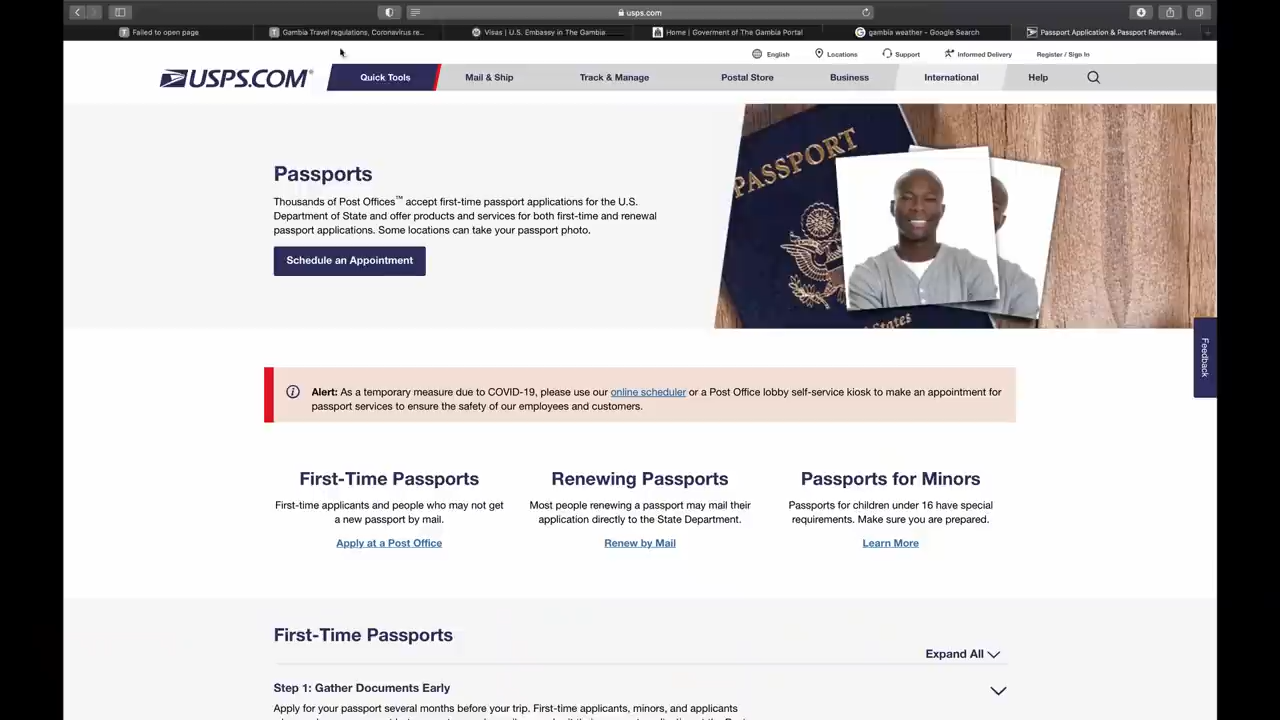 usps.com
Failed to open page
Gambia Travel regulations, Coronavirus re...
Visas | U.S. Embassy in The Gambia
Home | Goverment of The Gambia Portal
gambia weather - Google Search
Passport Application & Passport Renewal...
English
Locations
Support
Informed Delivery
Register / Sign In
USPS.COM®
Quick Tools
Mail & Ship
Track & Manage
Postal Store
Business
International
Help
Passports
Thousands of Post Offices™ accept first-time passport applications for the U.S.
Department of State and offer products and services for both first-time and renewal
passport applications. Some locations can take your passport photo.
Schedule an Appointment
PASSPORT
States
Feedback
Alert: As a temporary measure due to COVID-19, please use our online scheduler or a Post Office lobby self-service kiosk to make an appointment for
passport services to ensure the safety of our employees and customers.
First-Time Passports
First-time applicants and people who may not get
a new passport by mail.
Apply at a Post Office
Renewing Passports
Most people renewing a passport may mail their
application directly to the State Department.
Renew by Mail
Passports for Minors
Passports for children under 16 have special
requirements. Make sure you are prepared.
Learn More
First-Time Passports
Expand All
Step 1: Gather Documents Early
Apply for your passport several months before your trip. First-time applicants, minors, and applicants